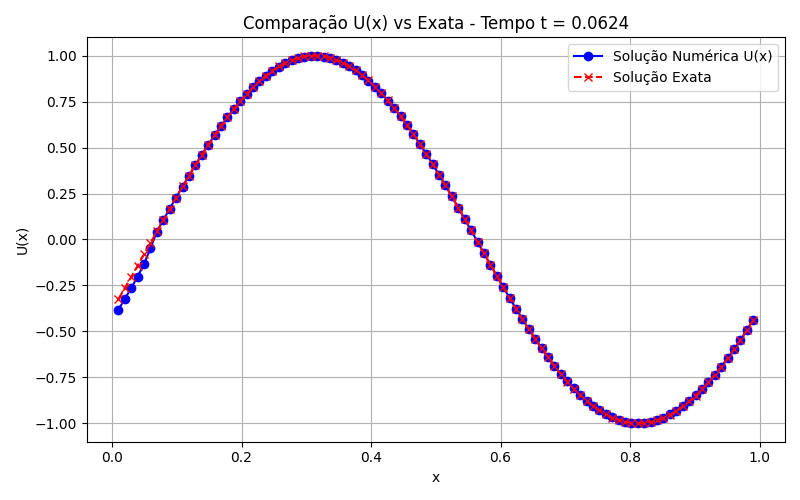 Comparação U(x) vs Exata - Tempo t = 0.0624
Solução Numérica U(x)
Solução Exata
1.00
0.75
0.50
0.25
0.00
−0.25
−0.50
−0.75
−1.00
U(x)
0.0 0.2 0.4 0.6 0.8 1.0
x